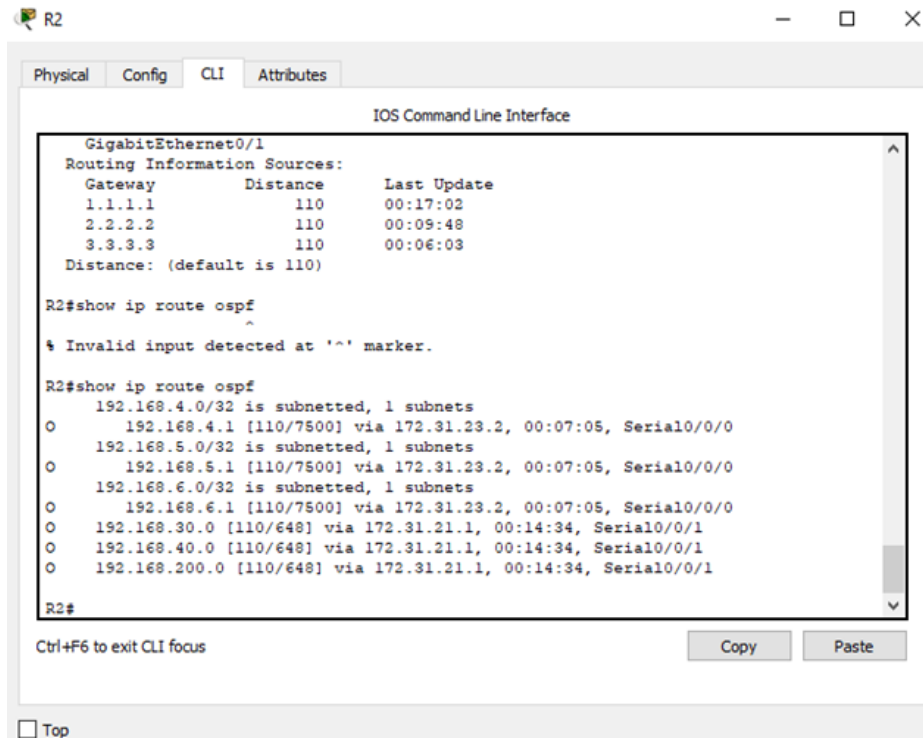 R2
Physical Config CLI Attributes
IOS Command Line Interface
GigabitEthernet0/1
Routing Information Sources:
Gateway Distance Last Update
1.1.1.1 110 00:17:02
2.2.2.2 110 00:09:48
3.3.3.3 110 00:06:03
Distance: (default is 110)
R2#show ip route ospf
^
% Invalid input detected at '^' marker.
R2#show ip route ospf
192.168.4.0/32 is subnetted, 1 subnets
O 192.168.4.1 [110/7500] via 172.31.23.2, 00:07:05, Serial0/0/0
192.168.5.0/32 is subnetted, 1 subnets
O 192.168.5.1 [110/7500] via 172.31.23.2, 00:07:05, Serial0/0/0
192.168.6.0/32 is subnetted, 1 subnets
O 192.168.6.1 [110/7500] via 172.31.23.2, 00:07:05, Serial0/0/0
O 192.168.30.0 [110/648] via 172.31.21.1, 00:14:34, Serial0/0/1
O 192.168.40.0 [110/648] via 172.31.21.1, 00:14:34, Serial0/0/1
O 192.168.200.0 [110/648] via 172.31.21.1, 00:14:34, Serial0/0/1
R2#
Ctrl+F6 to exit CLI focus Copy Paste
Top